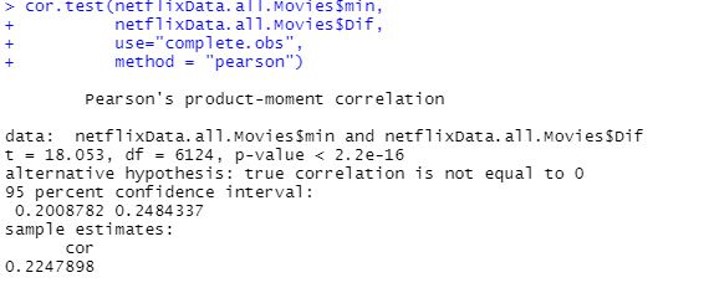 > cor.test(netflixData.all.Movies$min,
+          netflixData.all.Movies$Dif,
+          use="complete.obs",
+          method = "pearson")
Pearson's product-moment correlation
data:  netflixData.all.Movies$min and netflixData.all.Movies$Dif
t = 18.053, df = 6124, p-value < 2.2e-16
alternative hypothesis: true correlation is not equal to 0
95 percent confidence interval:
0.2008782 0.2484337
sample estimates:
cor
0.2247898